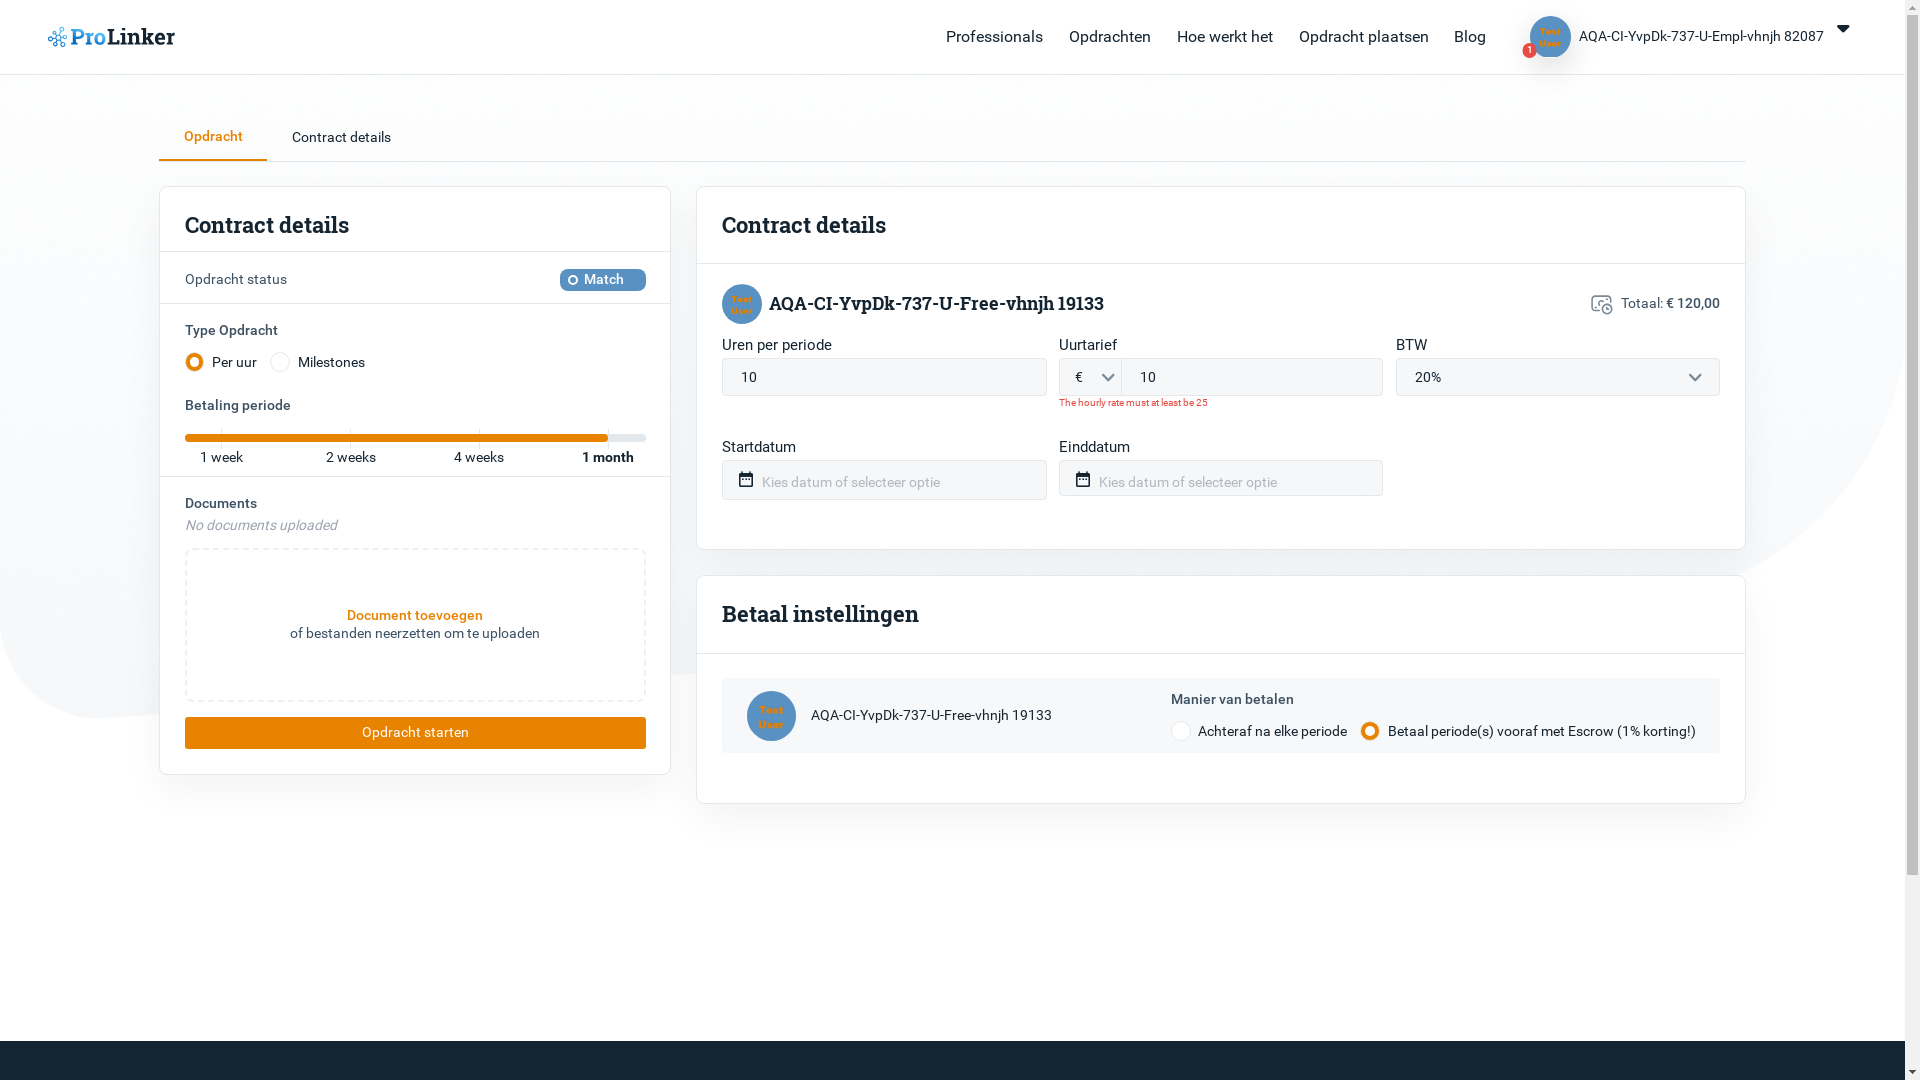 ProLinker
Professionals
Opdrachten
Hoe werkt het
Opdracht plaatsen
Blog
Test
User
1
AQA-CI-YvpDk-737-U-Empl-vhnjh 82087
Opdracht
Contract details
Contract details
Opdracht status
Match
Type Opdracht
Per uur
Milestones
Betaling periode
1 week
2 weeks
4 weeks
1 month
Documents
No documents uploaded
Document toevoegen
of bestanden neerzetten om te uploaden
Opdracht starten
Contract details
Test
User
AQA-CI-YvpDk-737-U-Free-vhnjh 19133
Totaal: € 120,00
Uren per periode
10
Uurtarief
€
10
The hourly rate must at least be 25
BTW
20%
Startdatum
Kies datum of selecteer optie
Einddatum
Kies datum of selecteer optie
Betaal instellingen
Test
User
AQA-CI-YvpDk-737-U-Free-vhnjh 19133
Manier van betalen
Achteraf na elke periode
Betaal periode(s) vooraf met Escrow (1% korting!)